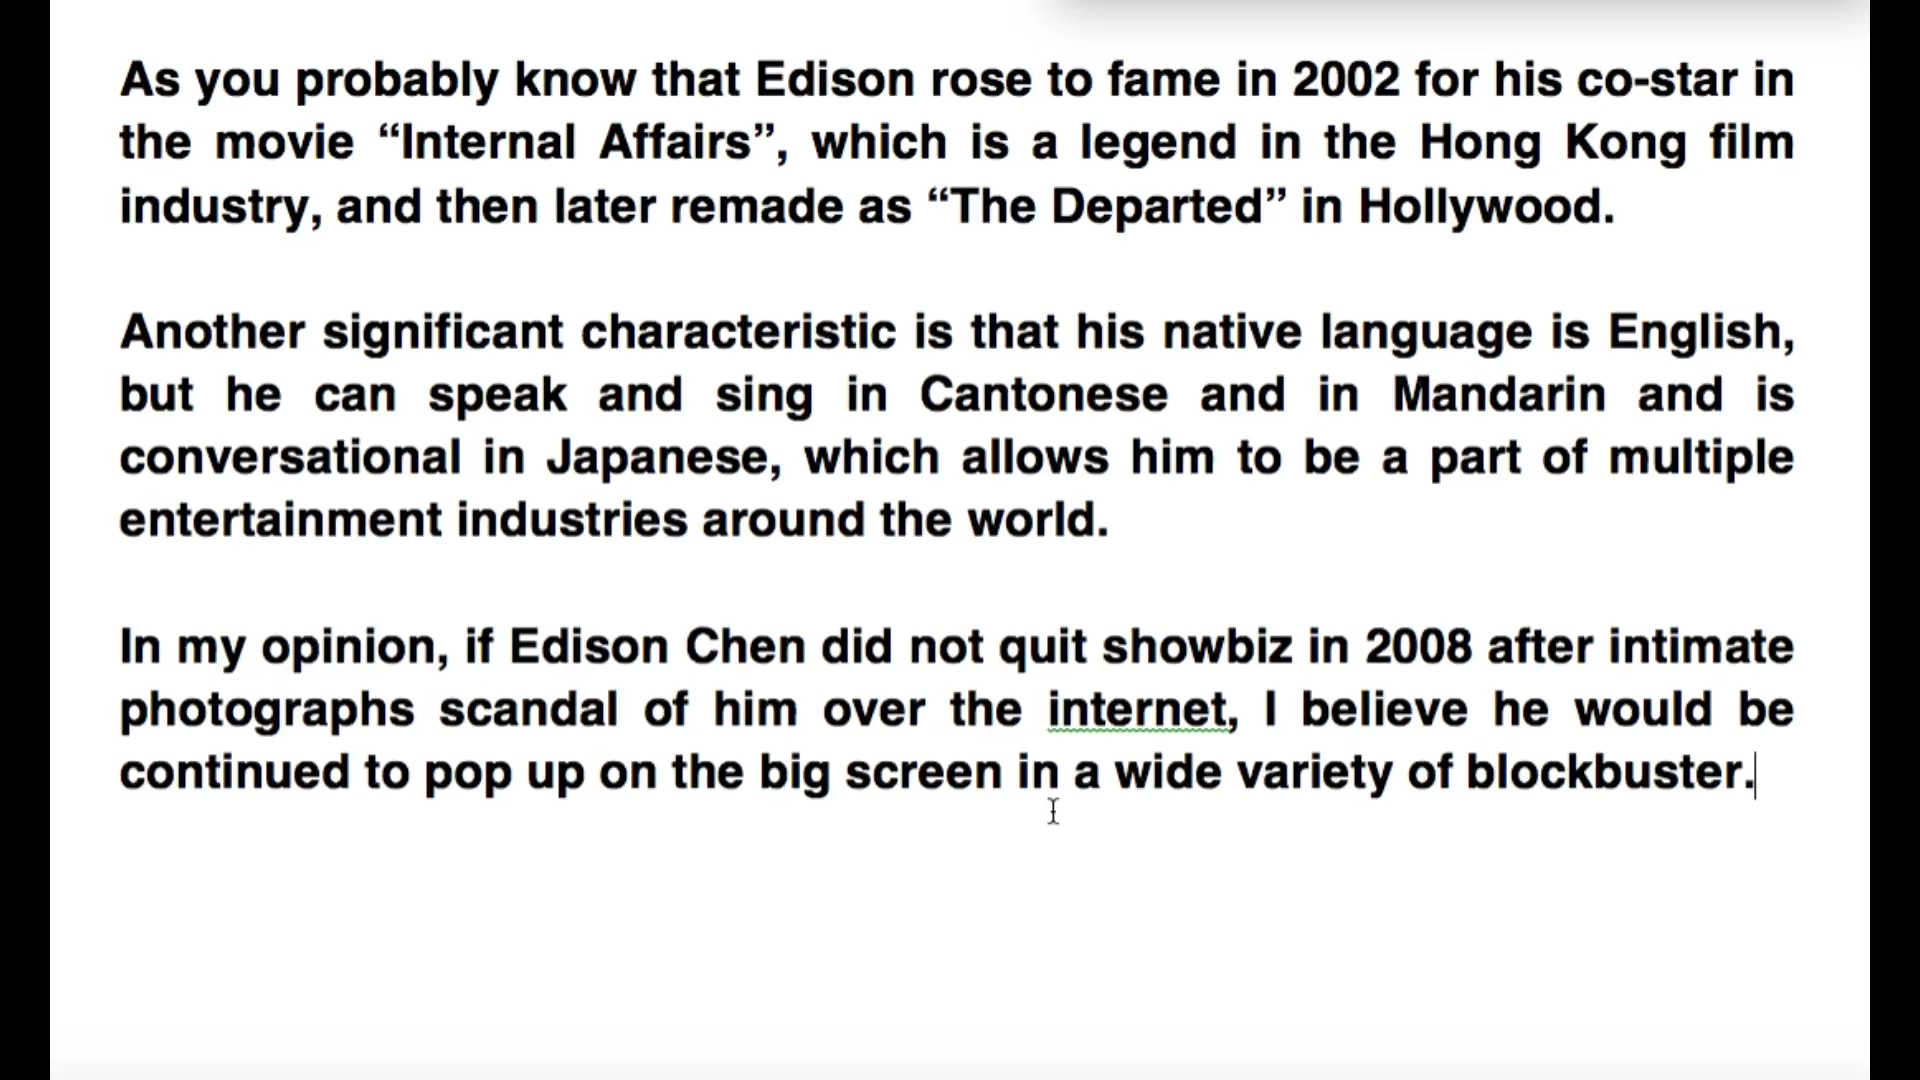 As you probably know that Edison rose to fame in 2002 for his co-star in
the movie “Internal Affairs”, which is a legend in the Hong Kong film
industry, and then later remade as “The Departed” in Hollywood.
Another significant characteristic is that his native language is English,
but he can speak and sing in Cantonese and in Mandarin and is
conversational in Japanese, which allows him to be a part of multiple
entertainment industries around the world.
In my opinion, if Edison Chen did not quit showbiz in 2008 after intimate
photographs scandal of him over the internet, I believe he would be
continued to pop up on the big screen in a wide variety of blockbuster.